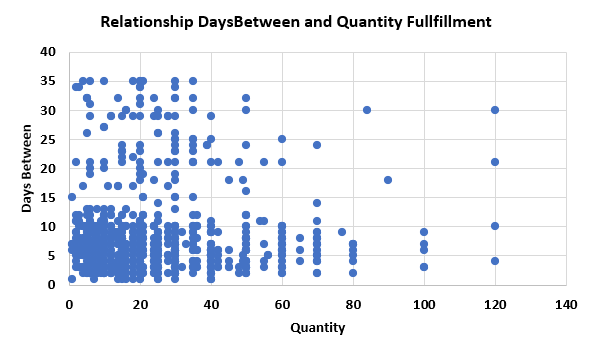 Relationship DaysBetween and Quantity Fullfillment
40
35
30
25
20
15
10
5
0
Days Between
0 20 40 60 80 100 120 140
Quantity